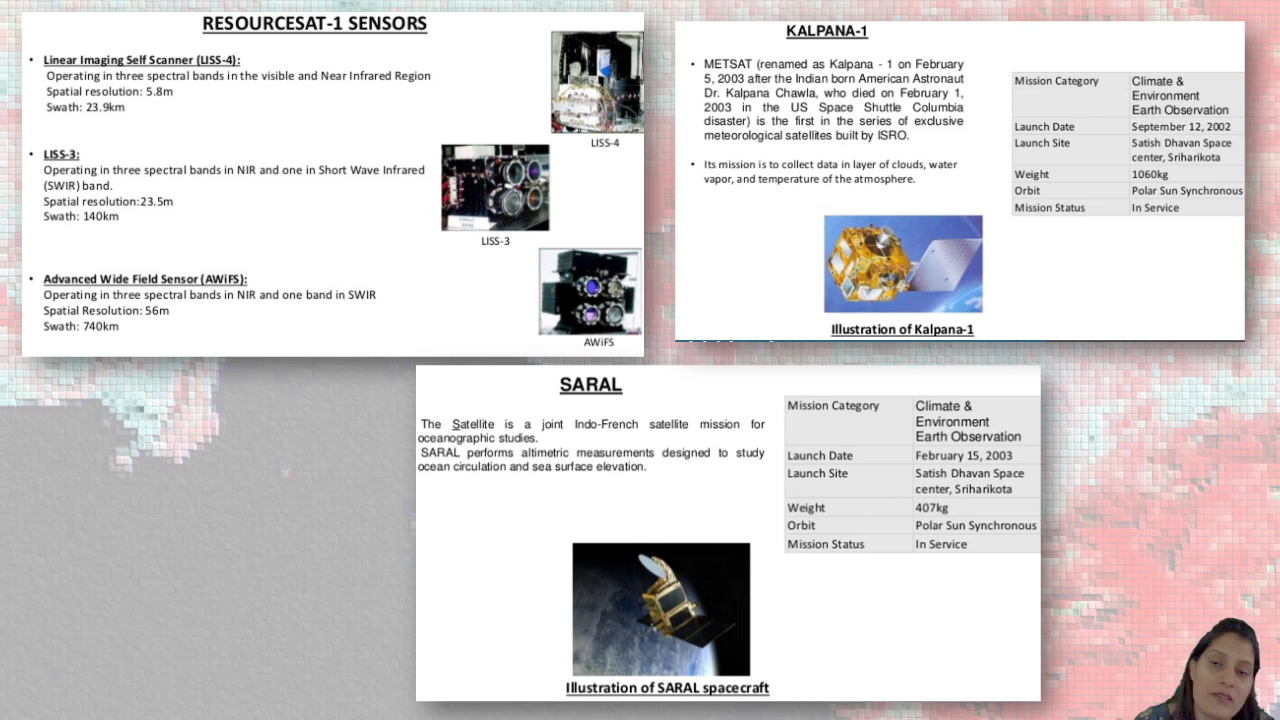 RESOURCESAT-1 SENSORS
• Linear Imaging Self Scanner (LISS-4):
Operating in three spectral bands in the visible and Near Infrared Region
Spatial resolution: 5.8m
Swath: 23.9km
LISS-4
• LISS-3:
Operating in three spectral bands in NIR and one in Short Wave Infrared
(SWIR) band.
Spatial resolution:23.5m
Swath: 140km
LISS-3
• Advanced Wide Field Sensor (AWiFS):
Operating in three spectral bands in NIR and one band in SWIR
Spatial Resolution: 56m
Swath: 740km
AWiFS
KALPANA-1
• METSAT (renamed as Kalpana - 1 on February
5, 2003 after the Indian born American Astronaut
Dr. Kalpana Chawla, who died on February 1,
2003 in the US Space Shuttle Columbia
disaster) is the first in the series of exclusive
meteorological satellites built by ISRO.
• Its mission is to collect data in layer of clouds, water
vapor, and temperature of the atmosphere.
Mission Category Climate &
Environment
Earth Observation
Launch Date September 12, 2002
Launch Site Satish Dhavan Space
center, Sriharikota
Weight 1060kg
Orbit Polar Sun Synchronous
Mission Status In Service
Illustration of Kalpana-1
SARAL
The Satellite is a joint Indo-French satellite mission for
oceanographic studies.
SARAL performs altimetric measurements designed to study
ocean circulation and sea surface elevation.
Mission Category Climate &
Environment
Earth Observation
Launch Date February 15, 2003
Launch Site Satish Dhavan Space
center, Sriharikota
Weight 407kg
Orbit Polar Sun Synchronous
Mission Status In Service
Illustration of SARAL spacecraft